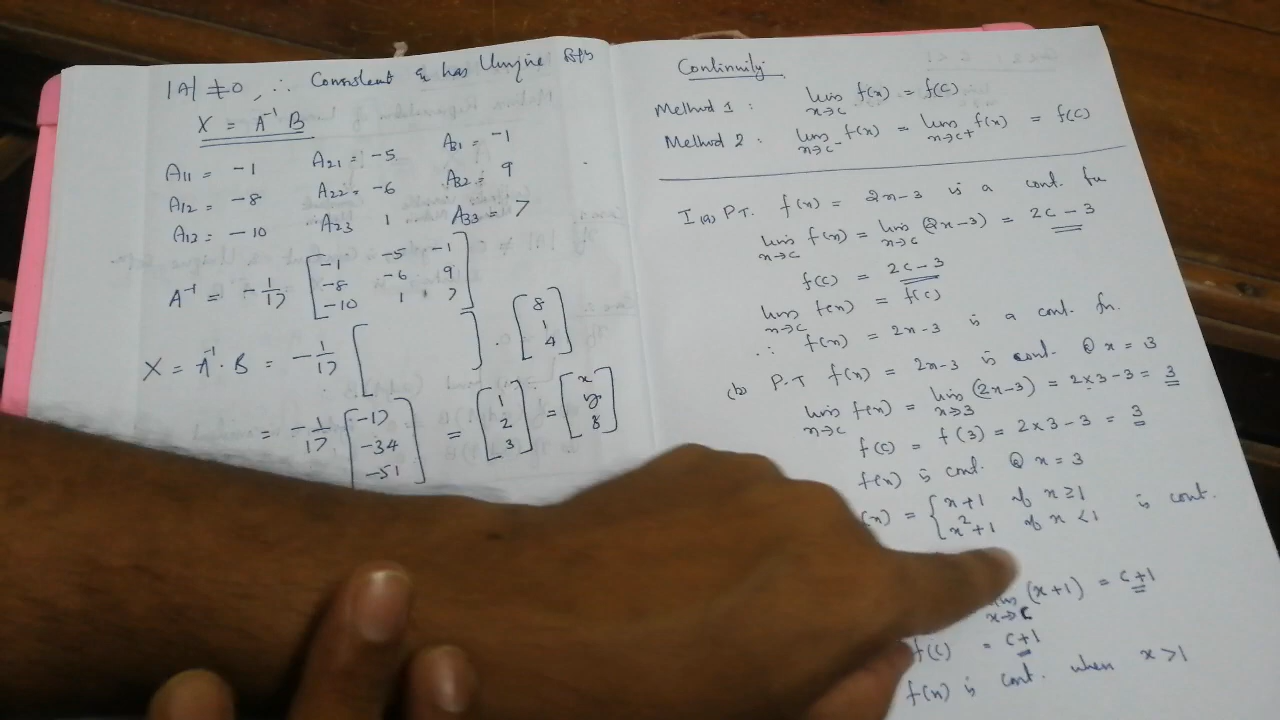 |A| ≠ 0, ∴ Consistent & has Unique
X = A⁻¹ B
A11 = -1 A21 = -5 A31 = -1
A12 = -8 A22 = -6 A32 = 9
A12 = -10 A23 1 A33 = 7
A⁻¹ = -1/17 [ -1 -5 -1
-8 -6 9
-10 1 7 ]
X = A⁻¹ · B = -1/17 [ ] · [ 8
1
4 ]
= -1/17 [ -17
-34
-51 ] = [ 1
2
3 ] = [ x
y
z ]
Continuity
Method 1 : lim x→c f(x) = f(c)
Method 2 : lim x→c- f(x) = lim x→c+ f(x) = f(c)
I (a) P.T. f(x) = 2x-3 is a cont. fn
lim x→c f(x) = lim x→c (2x-3) = 2c-3
f(c) = 2c-3
lim x→c f(x) = f(c)
∴ f(x) = 2x-3 is a cont. fn.
(b) P.T f(x) = 2x-3 is cont. @ x = 3
lim x→c f(x) = lim x→3 (2x-3) = 2×3-3 = 3
f(c) = f(3) = 2×3-3 = 3
f(x) is cont. @ x = 3
(x) = { x+1 if x≥1
x²+1 if x<1 is cont.
x→c (x+1) = c+1
f(c) = c+1
f(x) is cont. when x>1